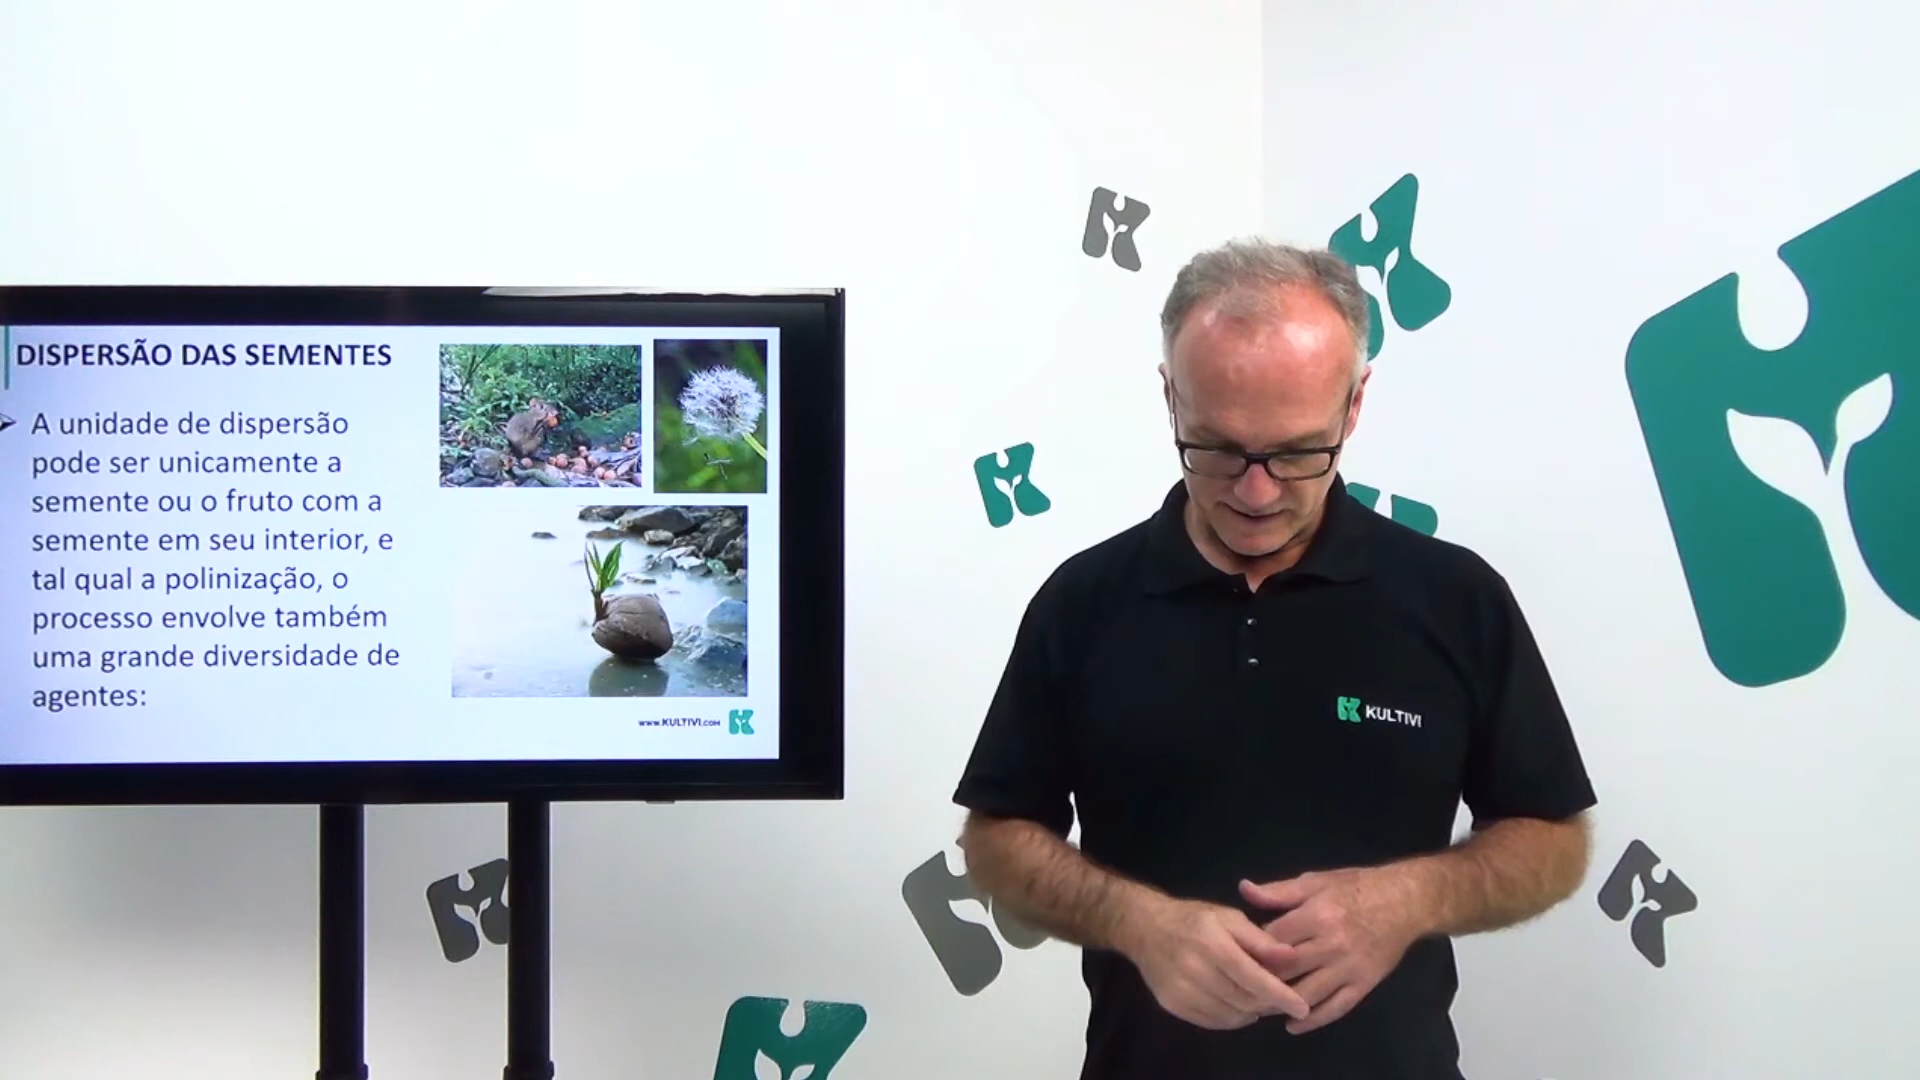 DISPERSÃO DAS SEMENTES
A unidade de dispersão
pode ser unicamente a
semente ou o fruto com a
semente em seu interior, e
tal qual a polinização, o
processo envolve também
uma grande diversidade de
agentes:
www.KULTIVI.COM
KULTIVI